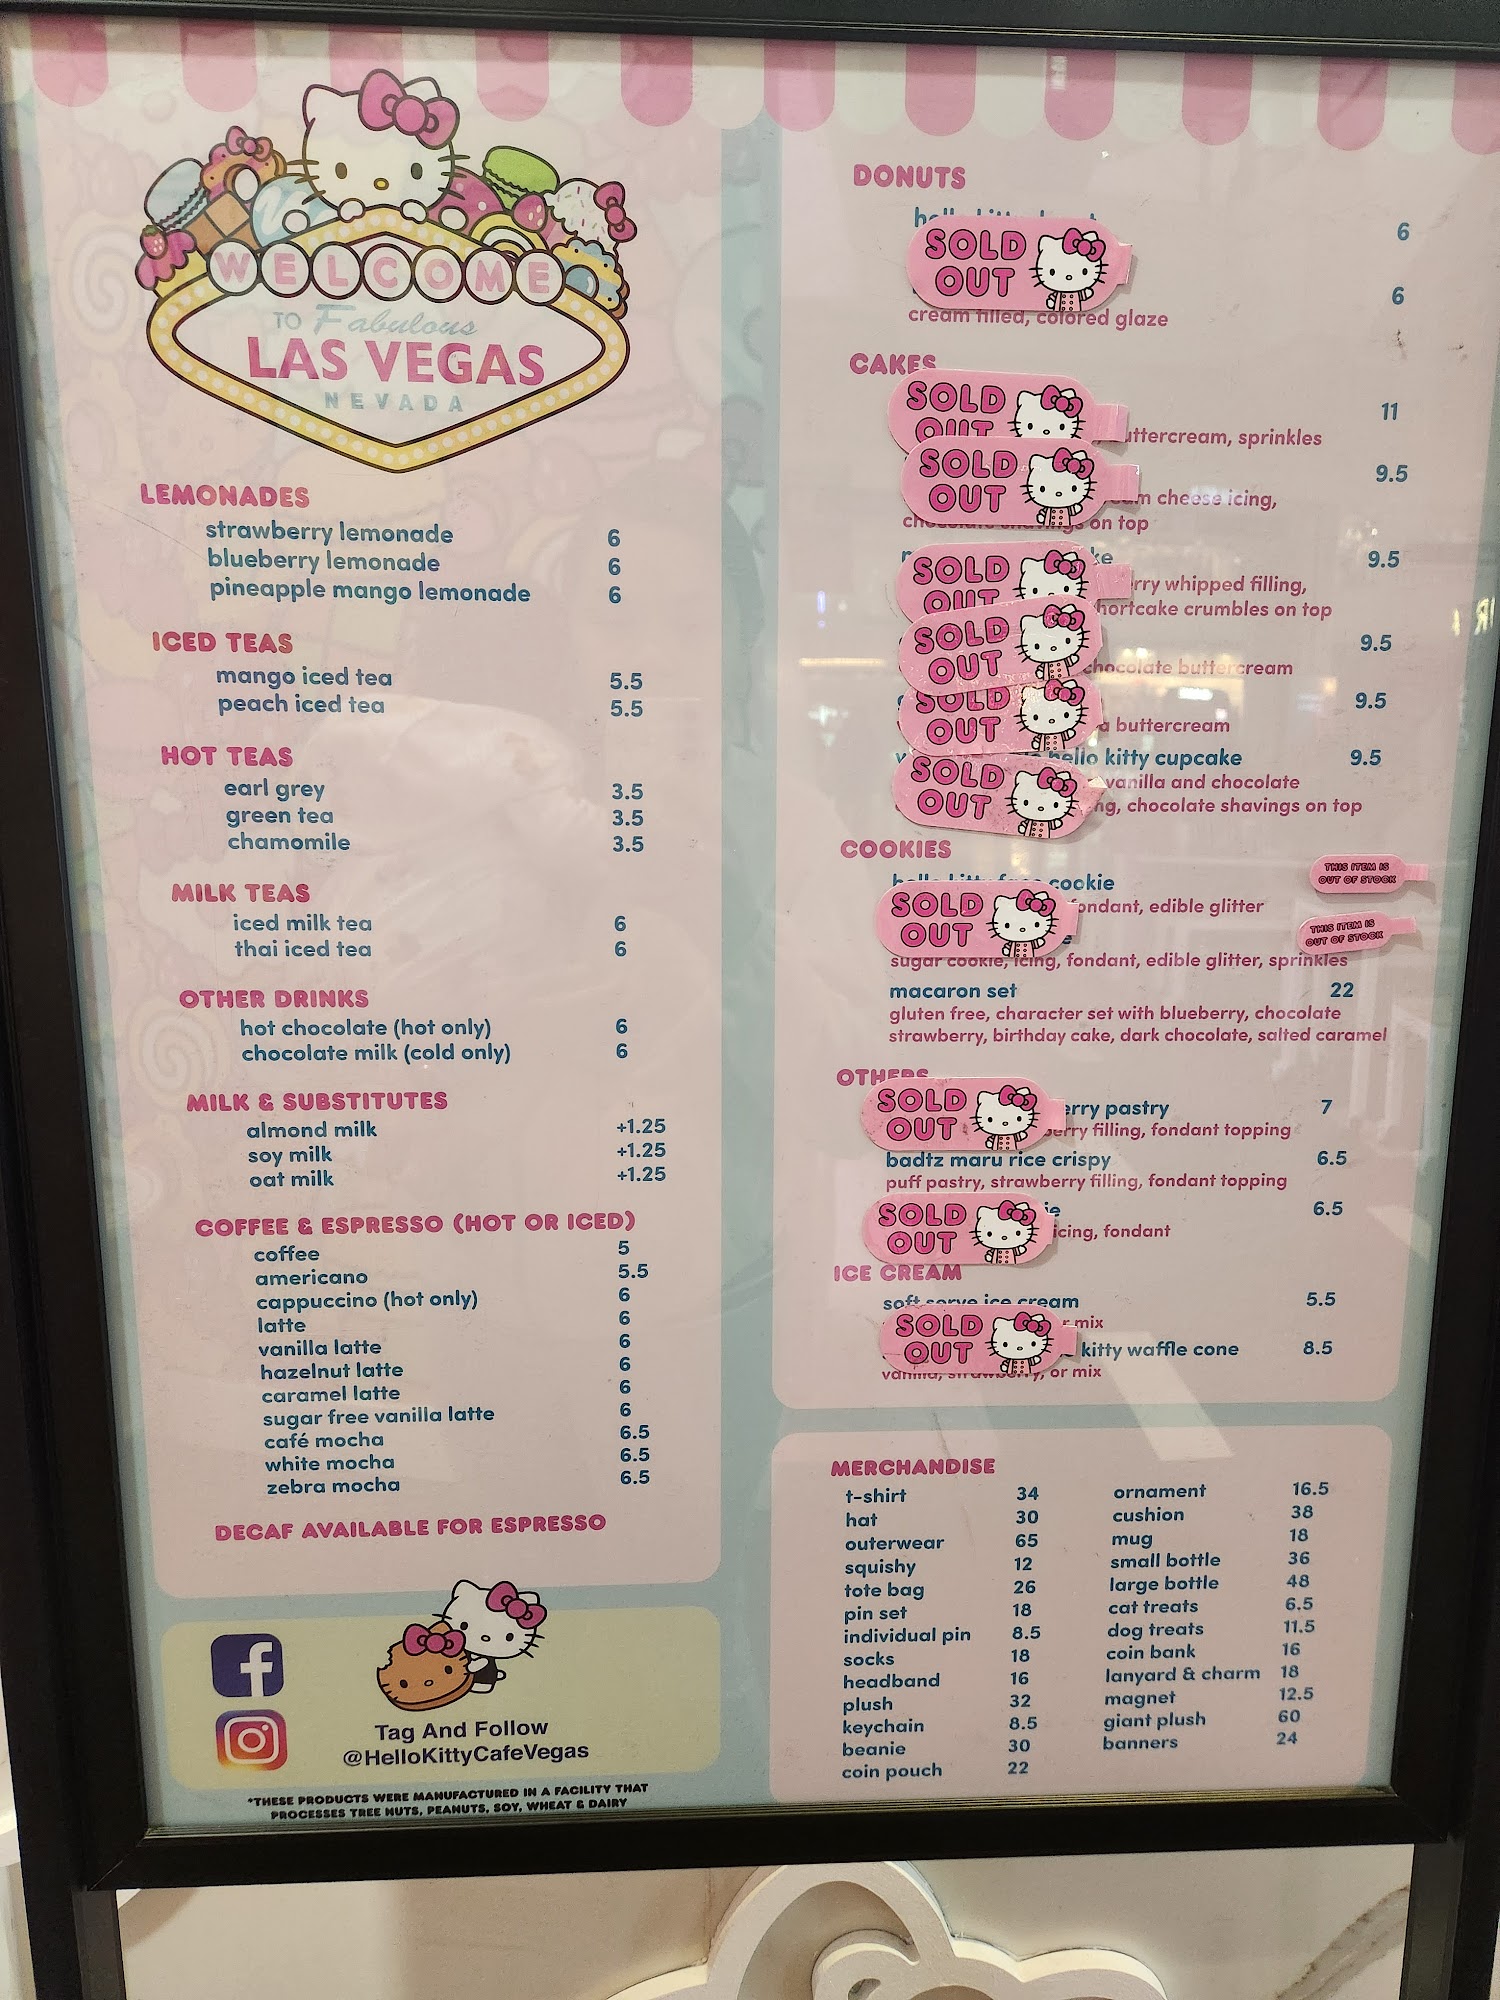 WELCOME
TO Fabulous
LAS VEGAS
NEVADA
LEMONADES
strawberry lemonade 6
blueberry lemonade 6
pineapple mango lemonade 6
ICED TEAS
mango iced tea 5.5
peach iced tea 5.5
HOT TEAS
earl grey 3.5
green tea 3.5
chamomile 3.5
MILK TEAS
iced milk tea 6
thai iced tea 6
OTHER DRINKS
hot chocolate (hot only) 6
chocolate milk (cold only) 6
MILK & SUBSTITUTES
almond milk +1.25
soy milk +1.25
oat milk +1.25
COFFEE & ESPRESSO (HOT OR ICED)
coffee 5
americano 5.5
cappuccino (hot only) 6
latte 6
vanilla latte 6
hazelnut latte 6
caramel latte 6
sugar free vanilla latte 6
café mocha 6.5
white mocha 6.5
zebra mocha 6.5
DECAF AVAILABLE FOR ESPRESSO
Tag And Follow
@HelloKittyCafeVegas
*THESE PRODUCTS WERE MANUFACTURED IN A FACILITY THAT
PROCESSES TREE NUTS, PEANUTS, SOY, WHEAT & DAIRY
DONUTS
6
SOLD
OUT
6
cream filled, colored glaze
CAKES
SOLD
OUT
11
sprinkles
SOLD
OUT
9.5
cheese icing,
on top
9.5
SOLD
OUT
whipped filling,
crumbles on top
SOLD
OUT
9.5
chocolate buttercream
SOLD
OUT
9.5
buttercream
hello kitty cupcake 9.5
SOLD
OUT
vanilla and chocolate
chocolate shavings on top
COOKIES
hello kitty face cookie
THIS ITEM IS
OUT OF STOCK
SOLD
OUT
fondant, edible glitter
THIS ITEM IS
OUT OF STOCK
sugar cookie, icing, fondant, edible glitter, sprinkles
macaron set 22
gluten free, character set with blueberry, chocolate
strawberry, birthday cake, dark chocolate, salted caramel
OTHERS
SOLD
OUT
pastry 7
filling, fondant topping
badtz maru rice crispy 6.5
puff pastry, strawberry filling, fondant topping
SOLD
OUT
6.5
icing, fondant
ICE CREAM
soft serve ice cream 5.5
mix
SOLD
OUT
kitty waffle cone 8.5
vanilla, strawberry, or mix
MERCHANDISE
t-shirt 34
hat 30
outerwear 65
squishy 12
tote bag 26
pin set 18
individual pin 8.5
socks 18
headband 16
plush 32
keychain 8.5
beanie 30
coin pouch 22
ornament 16.5
cushion 38
mug 18
small bottle 36
large bottle 48
cat treats 6.5
dog treats 11.5
coin bank 16
lanyard & charm 18
magnet 12.5
giant plush 60
banners 24